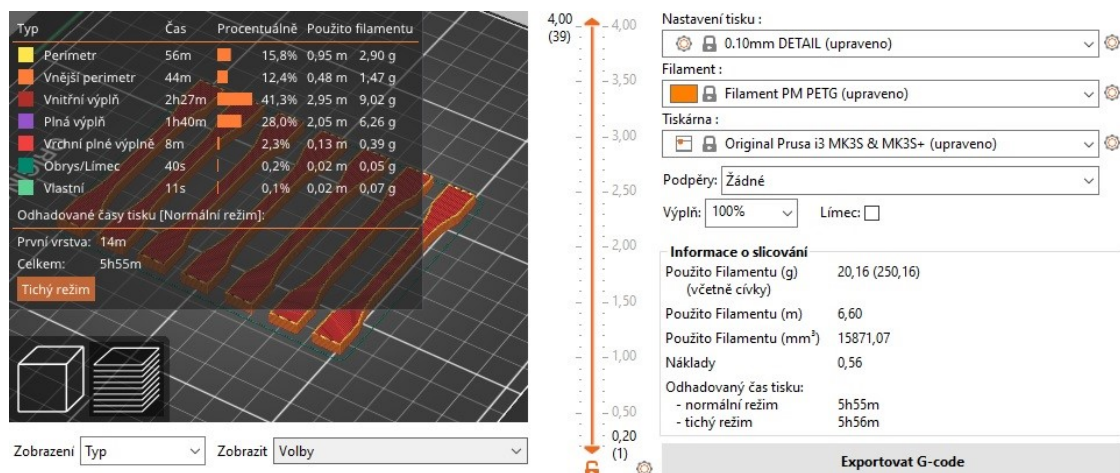 Typ Čas Procentuálně Použito filamentu
Perimetr 56m 15,8% 0,95 m 2,90 g
Vnější perimetr 44m 12,4% 0,48 m 1,47 g
Vnitřní výplň 2h27m 41,3% 2,95 m 9,02 g
Plná výplň 1h40m 28,0% 2,05 m 6,26 g
Vrchní plné výplně 8m 2,3% 0,13 m 0,39 g
Obrys/Límec 40s 0,2% 0,02 m 0,05 g
Vlastní 11s 0,1% 0,02 m 0,07 g
Odhadované časy tisku [Normální režim]:
První vrstva: 14m
Celkem: 5h55m
Tichý režim
Zobrazení Typ Zobrazit Volby
4,00
(39)
4,00
3,50
3,00
2,50
2,00
1,50
1,00
0,50
0,20
(1)
Nastavení tisku :
0.10mm DETAIL (upraveno)
Filament :
Filament PM PETG (upraveno)
Tiskárna :
Original Prusa i3 MK3S & MK3S+ (upraveno)
Podpěry: Žádné
Výplň: 100% Límec:
Informace o slicování
Použito Filamentu (g) 20,16 (250,16)
(včetně cívky)
Použito Filamentu (m) 6,60
Použito Filamentu (mm³) 15871,07
Náklady 0,56
Odhadovaný čas tisku:
- normální režim 5h55m
- tichý režim 5h56m
Exportovat G-code